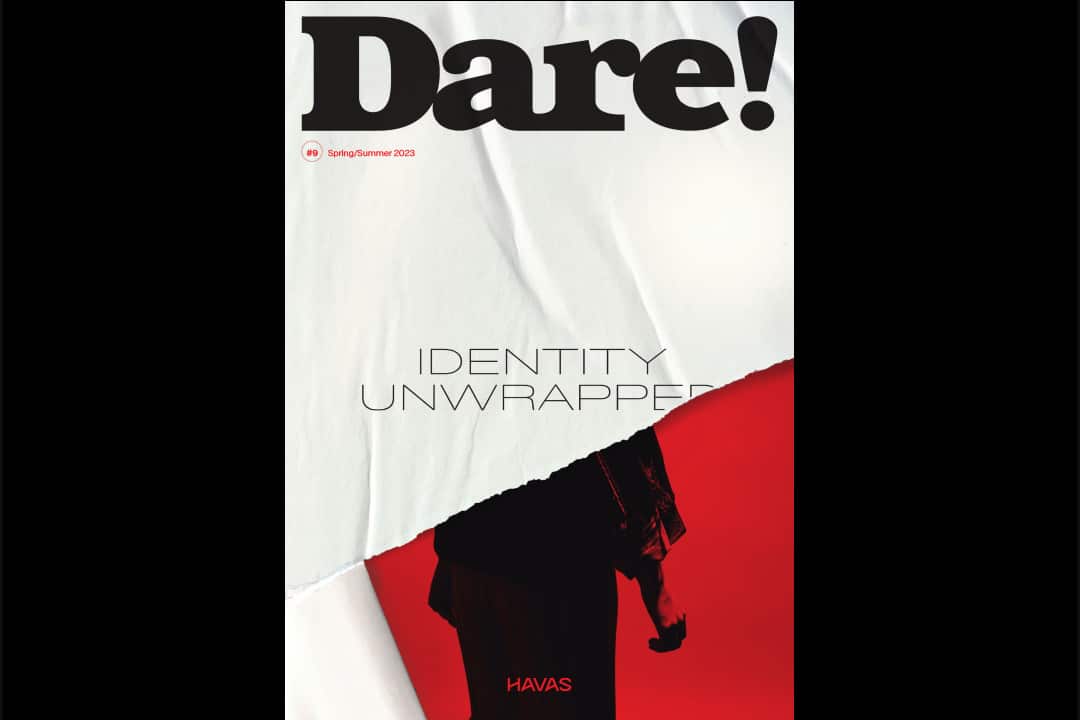 Dare!
#9 Spring/Summer 2023
IDENTITY
UNWRAPPED
HAVAS